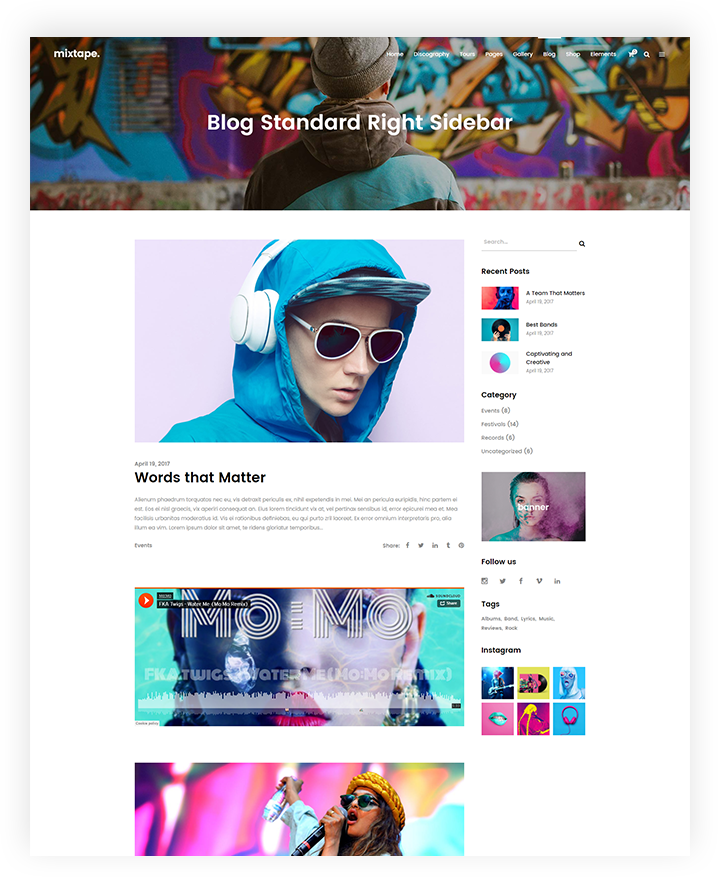 mixtape.
Home Discography Tours Pages Gallery Blog Shop Elements
Blog Standard Right Sidebar
April 19, 2017
Words that Matter
Alienum phaedrum torquatos nec eu, vis detraxit periculis ex, nihil expetendis in mei. Mei an pericula euripidis, hinc partem ei
est. Eos ei nisl graecis, vix aperiri consequat an. Eius lorem tincidunt vix at, vel pertinax sensibus id, error epicurei mea et. Mea
facilisis urbanitas moderatius id. Vis ei rationibus definiebas, eu qui purto zril laoreet. Ex error omnium interpretaris pro, alia
illum ea vim. Lorem ipsum dolor sit amet, te ridens gloriatur temporibus...
Events
Share:
MO:MO
FKA Twigs - Water Me (Mo:Mo Remix)
SOUNDCLOUD
Share
FKA TWIGS - WATER ME (MO:MO REMIX)
Cookie policy
Search...
Recent Posts
A Team That Matters
April 19, 2017
Best Bands
April 19, 2017
Captivating and
Creative
April 19, 2017
Category
Events (8)
Festivals (14)
Records (6)
Uncategorized (6)
banner
Follow us
Tags
Albums, Band, Lyrics, Music,
Reviews, Rock
Instagram